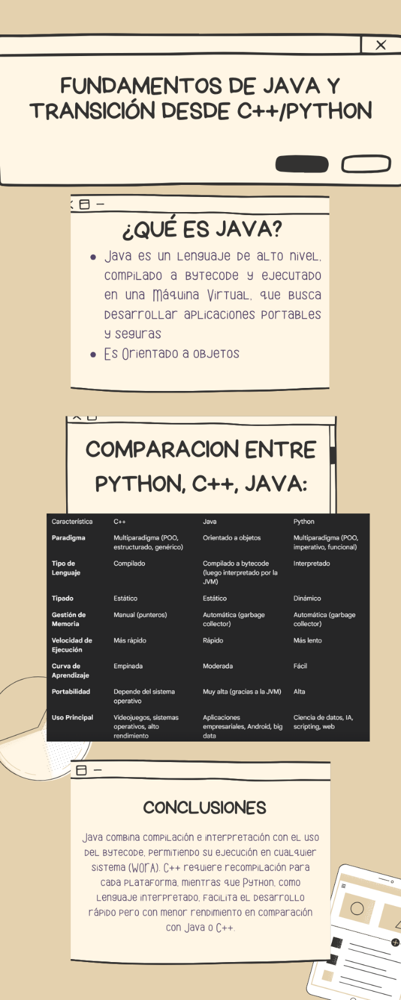 FUNDAMENTOS DE JAVA Y
TRANSICIÓN DESDE C++/PYTHON
¿QUÉ ES JAVA?
• Java es un lenguaje de alto nivel,
compilado a bytecode y ejecutado
en una Máquina Virtual, que busca
desarrollar aplicaciones portables
y seguras
• Es Orientado a objetos
COMPARACION ENTRE
PYTHON, C++, JAVA:
Característica C++ Java Python
Paradigma Multiparadigma (POO, estructurado, genérico) Orientado a objetos Multiparadigma (POO, imperativo, funcional)
Tipo de Lenguaje Compilado Compilado a bytecode (luego interpretado por la JVM) Interpretado
Tipado Estático Estático Dinámico
Gestión de Memoria Manual (punteros) Automática (garbage collector) Automática (garbage collector)
Velocidad de Ejecución Más rápido Rápido Más lento
Curva de Aprendizaje Empinada Moderada Fácil
Portabilidad Depende del sistema operativo Muy alta (gracias a la JVM) Alta
Uso Principal Videojuegos, sistemas operativos, alto rendimiento Aplicaciones empresariales, Android, big data Ciencia de datos, IA, scripting, web
CONCLUSIONES
Java combina compilación e interpretación con el uso
del bytecode, permitiendo su ejecución en cualquier
sistema (WORA). C++ requiere recompilación para
cada plataforma, mientras que Python, como
lenguaje interpretado, facilita el desarrollo
rápido pero con menor rendimiento en comparación
con Java o C++.